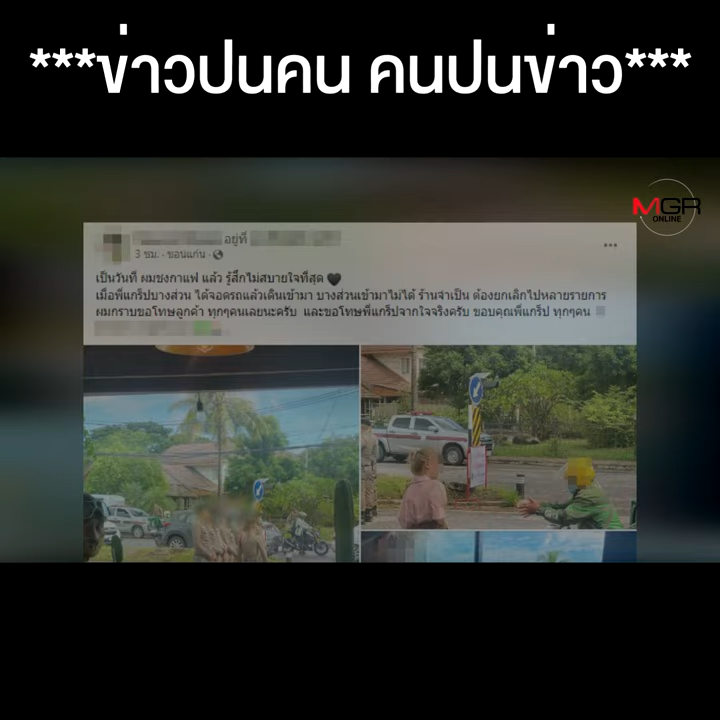 ***ข่าวปนคน คนปนข่าว***
MGR
ONLINE
อยู่ที่
3 ชม. · ขอนแก่น ·
เป็นวันที่ ผมชงกาแฟ แล้ว รู้สึกไม่สบายใจที่สุด
เมื่อพี่แกร็ปบางส่วน ได้จอดรถแล้วเดินเข้ามา บางส่วนเข้ามาไม่ได้ ร้านจำเป็น ต้องยกเลิกไปหลายรายการ
ผมกราบขอโทษลูกค้า ทุกๆคนเลยนะครับ และขอโทษพี่แกร็ปจากใจจริงครับ ขอบคุณพี่แกร็ป ทุกๆคน